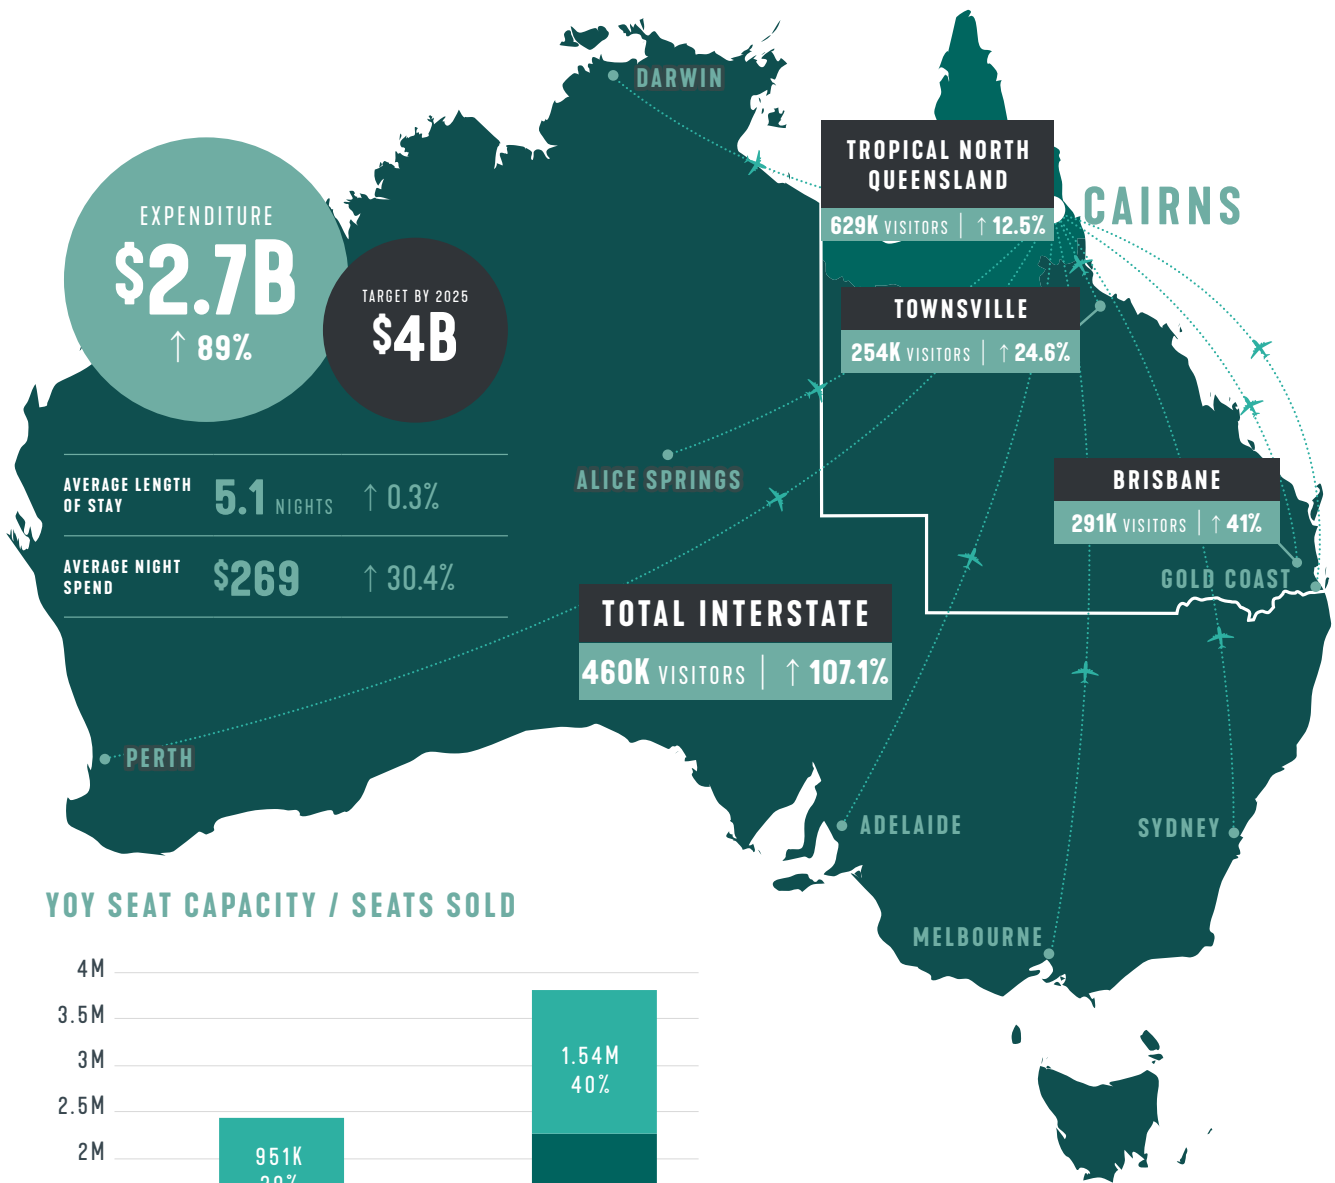 DARWIN
TROPICAL NORTH
QUEENSLAND
629K VISITORS | ↑ 12.5%
CAIRNS
EXPENDITURE
$2.7B
↑ 89%
TARGET BY 2025
$4B
TOWNSVILLE
254K VISITORS | ↑ 24.6%
AVERAGE LENGTH
OF STAY
5.1 NIGHTS
↑ 0.3%
AVERAGE NIGHT
SPEND
$269
↑ 30.4%
ALICE SPRINGS
BRISBANE
291K VISITORS | ↑ 41%
GOLD COAST
TOTAL INTERSTATE
460K VISITORS | ↑ 107.1%
PERTH
ADELAIDE
SYDNEY
MELBOURNE
YOY SEAT CAPACITY / SEATS SOLD
4M
3.5M
3M
2.5M
2M
1.54M
40%
951K